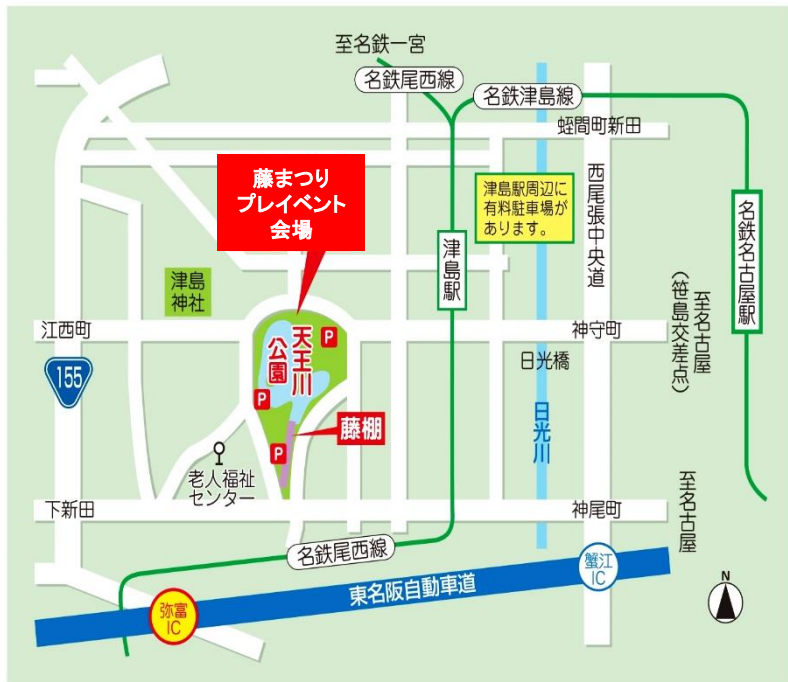 至名鉄一宮
名鉄尾西線
名鉄津島線
蛭間町新田
藤まつり
プレイベント
会場
津島駅周辺に
有料駐車場が
あります。
西尾張中央道
名鉄名古屋駅
津島駅
津島
神社
至名古屋
(笹島交差点)
江西町
神守町
天王川
公園
P
P
P
155
日光橋
日光川
藤棚
老人福祉
センター
下新田
神尾町
至名古屋
名鉄尾西線
東名阪自動車道
蟹江
IC
弥富
IC
N